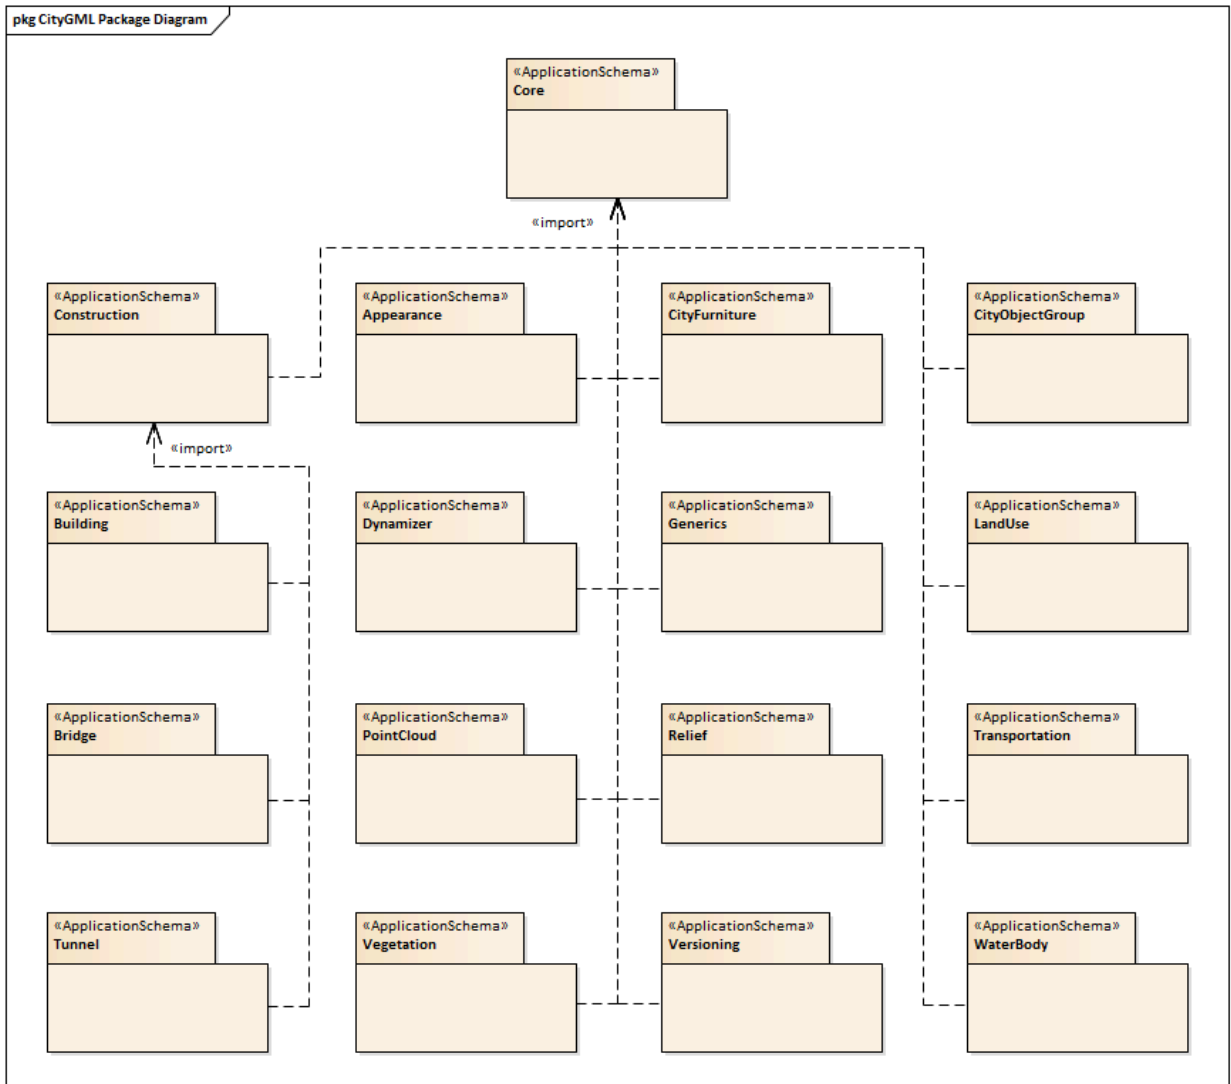 pkg CityGML Package Diagram
«ApplicationSchema»
Core
«import»
«ApplicationSchema»
Construction
«ApplicationSchema»
Appearance
«ApplicationSchema»
CityFurniture
«ApplicationSchema»
CityObjectGroup
«import»
«ApplicationSchema»
Building
«ApplicationSchema»
Dynamizer
«ApplicationSchema»
Generics
«ApplicationSchema»
LandUse
«ApplicationSchema»
Bridge
«ApplicationSchema»
PointCloud
«ApplicationSchema»
Relief
«ApplicationSchema»
Transportation
«ApplicationSchema»
Tunnel
«ApplicationSchema»
Vegetation
«ApplicationSchema»
Versioning
«ApplicationSchema»
WaterBody